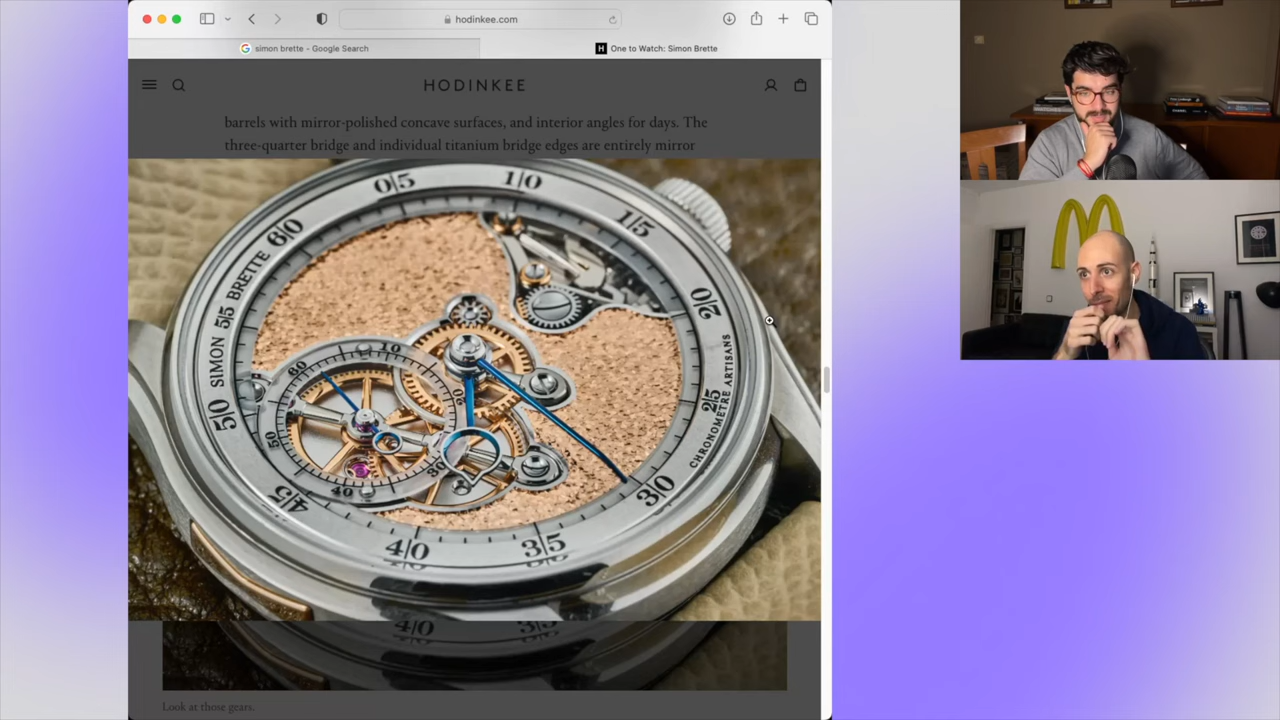 hodinkee.com
simon brette - Google Search
H One to Watch: Simon Brette
HODINKEE
barrels with mirror-polished concave surfaces, and interior angles for days. The
three-quarter bridge and individual titanium bridge edges are entirely mirror
0|5
1|0
1|5
2|0
2|5
3|0
3|5
4|0
4|5
5|0
SIMON 5|5 BRETTE
6|0
CHRONOMETRE ARTISANS
60
10
20
30
40
50
4|0
3|5
Look at those gears.